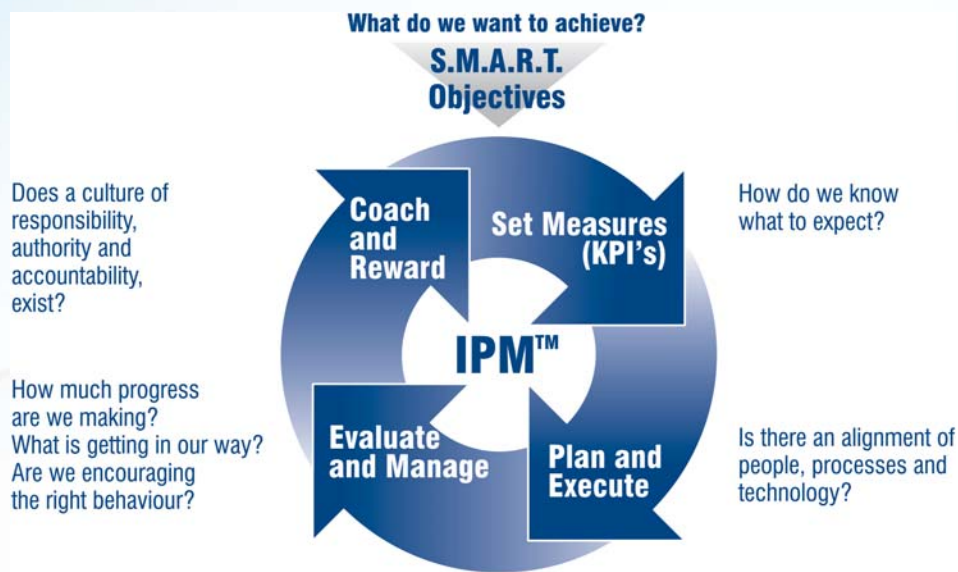 What do we want to achieve?
S.M.A.R.T.
Objectives
Does a culture of
responsibility,
authority and
accountability,
exist?
Coach
and
Reward
Set Measures
(KPI's)
How do we know
what to expect?
IPM™
How much progress
are we making?
What is getting in our way?
Are we encouraging
the right behaviour?
Evaluate
and Manage
Plan and
Execute
Is there an alignment of
people, processes and
technology?